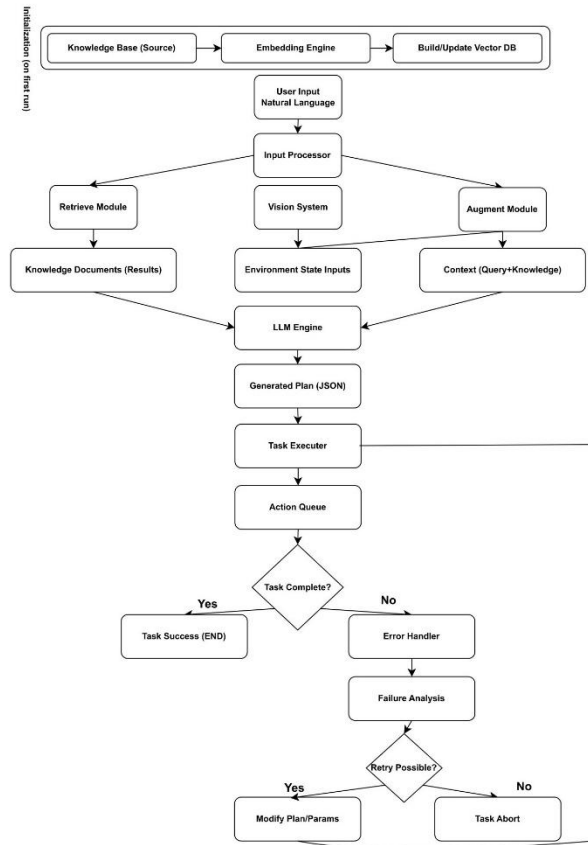 Initialization (on first run)
Knowledge Base (Source)
Embedding Engine
Build/Update Vector DB
User Input
Natural Language
Input Processor
Retrieve Module
Vision System
Augment Module
Knowledge Documents (Results)
Environment State Inputs
Context (Query+Knowledge)
LLM Engine
Generated Plan (JSON)
Task Executer
Action Queue
Task Complete?
Yes
No
Task Success (END)
Error Handler
Failure Analysis
Retry Possible?
Yes
No
Modify Plan/Params
Task Abort